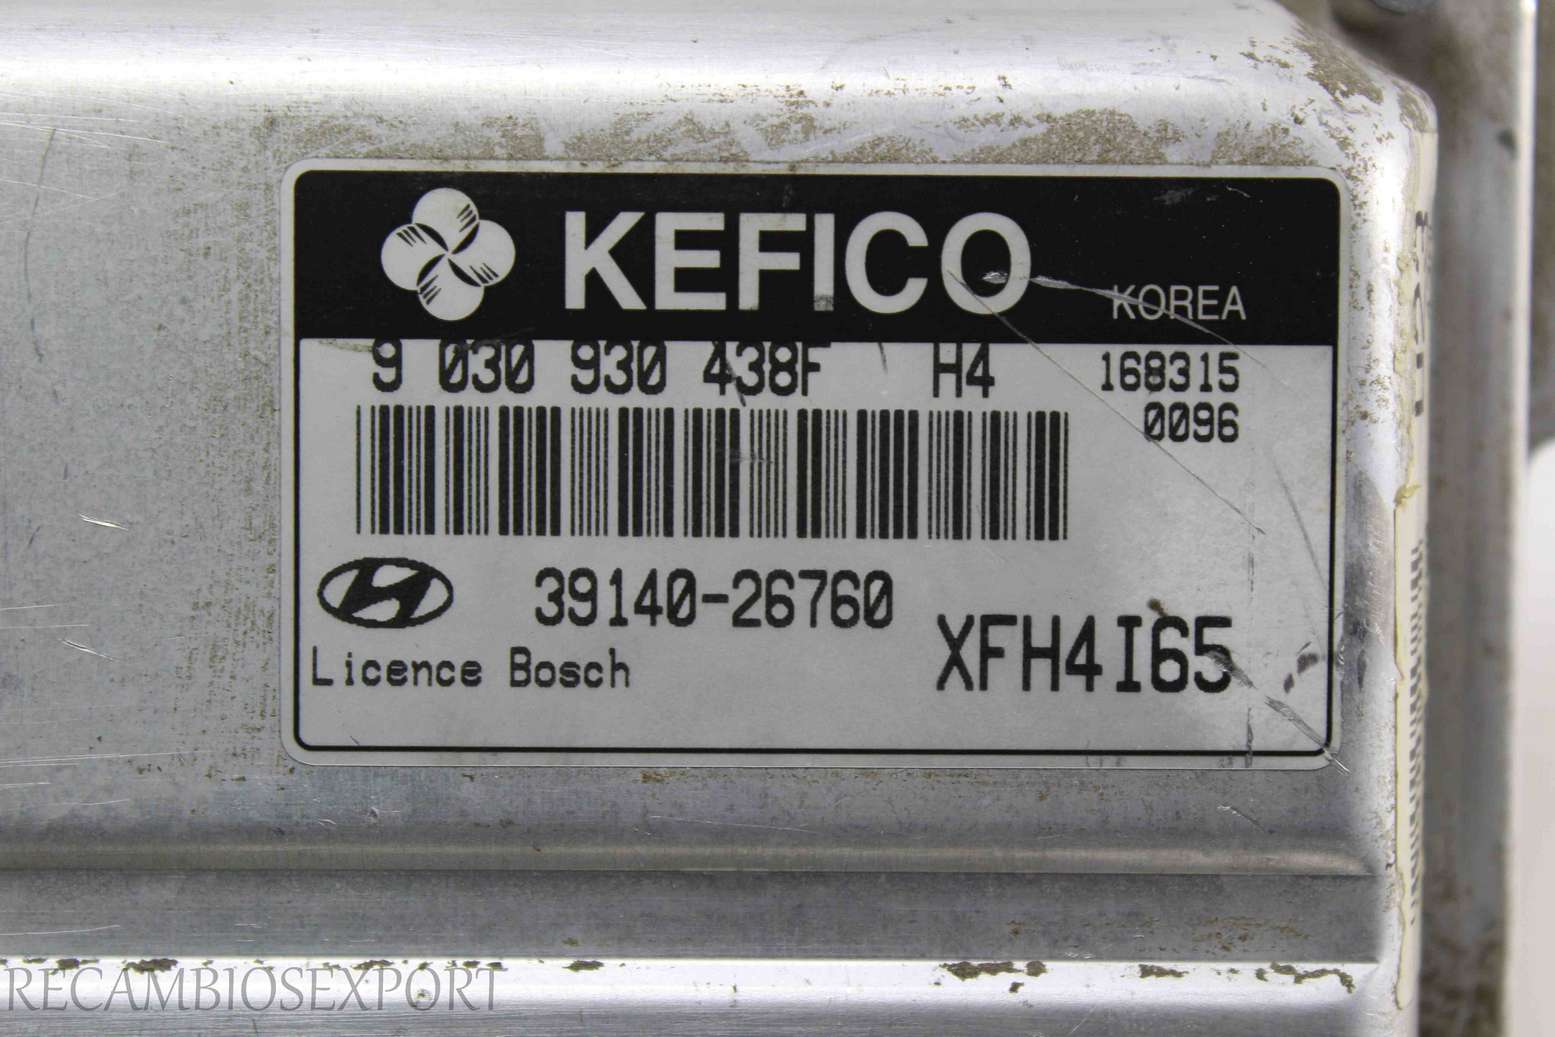 KEFICO KOREA
9 030 930 438F H4 168315
0096
39140-26760
XFH4I65
Licence Bosch
RECAMBIOSEXPORT